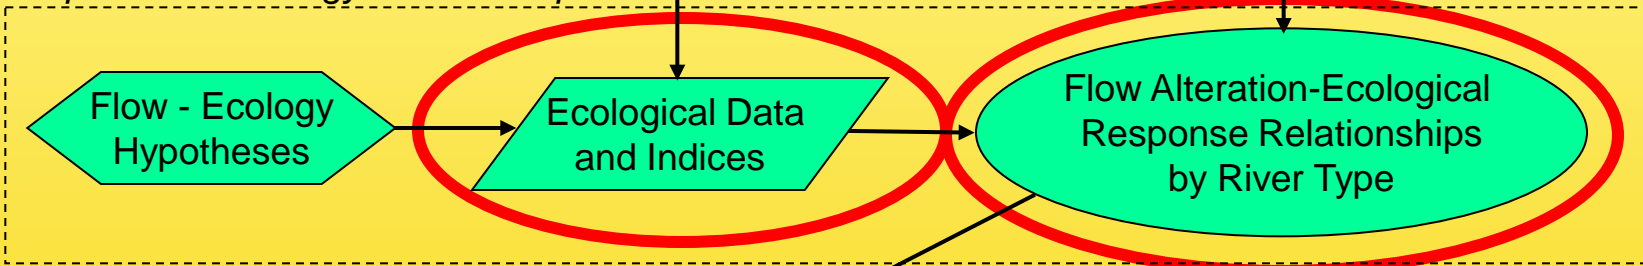 Flow - Ecology
Hypotheses
Ecological Data
and Indices
Flow Alteration-Ecological
Response Relationships
by River Type